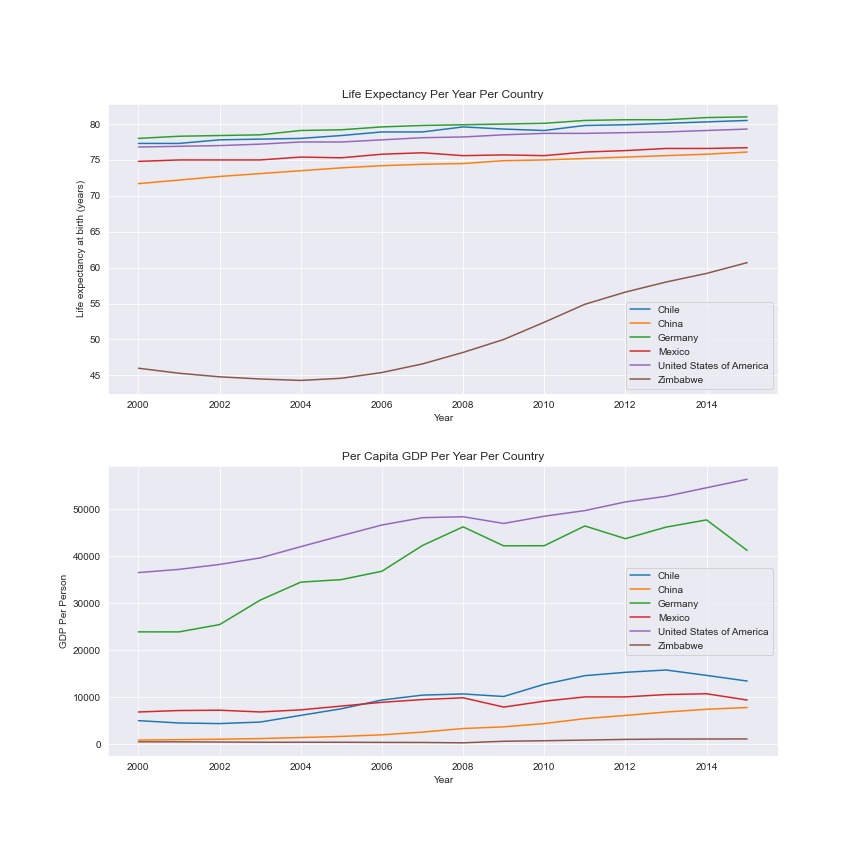 Life Expectancy Per Year Per Country
80
75
70
65
60
55
50
45
Life expectancy at birth (years)
Chile
China
Germany
Mexico
United States of America
Zimbabwe
2000 2002 2004 2006 2008 2010 2012 2014
Year
Per Capita GDP Per Year Per Country
50000
40000
30000
20000
10000
0
GDP Per Person
Chile
China
Germany
Mexico
United States of America
Zimbabwe
2000 2002 2004 2006 2008 2010 2012 2014
Year